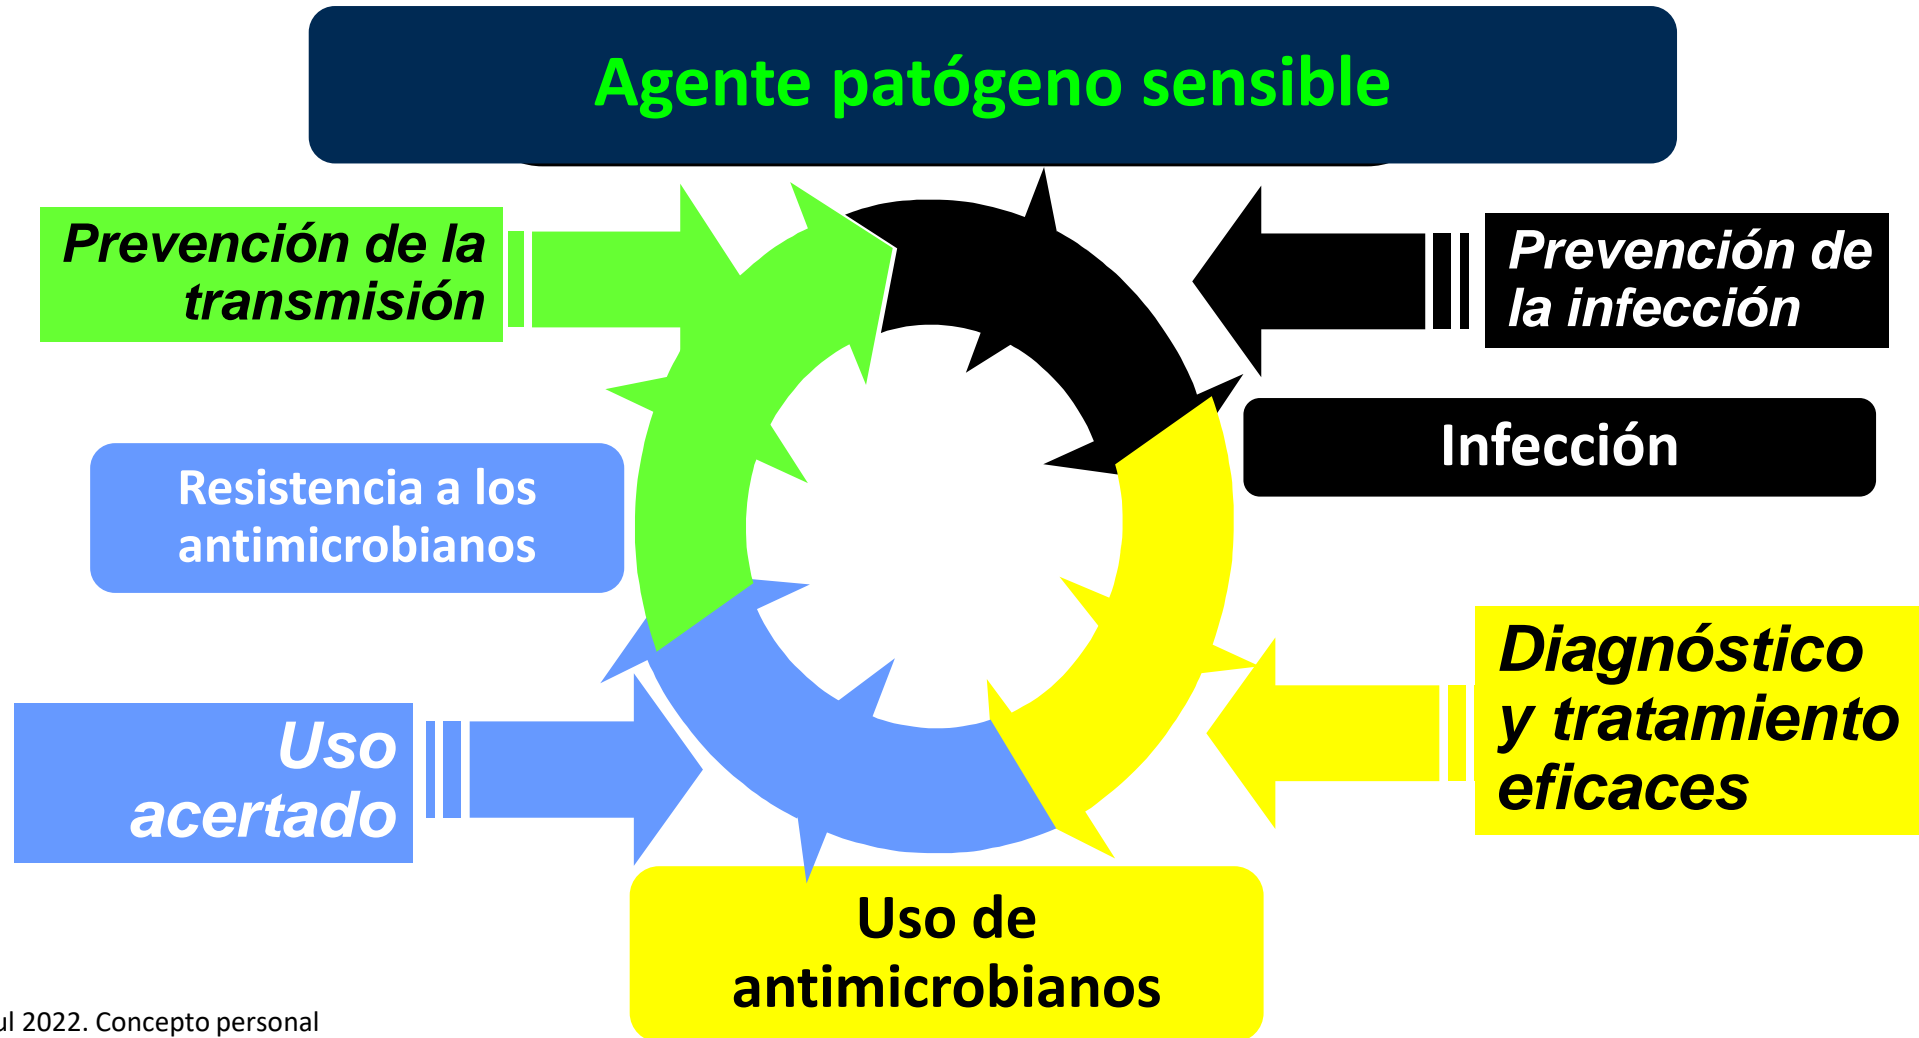 Agente patógeno sensible
Prevención de la
transmisión
Prevención de
la infección
Infección
Resistencia a los
antimicrobianos
Diagnóstico
y tratamiento
eficaces
Uso
acertado
Uso de
antimicrobianos
2022. Concepto personal